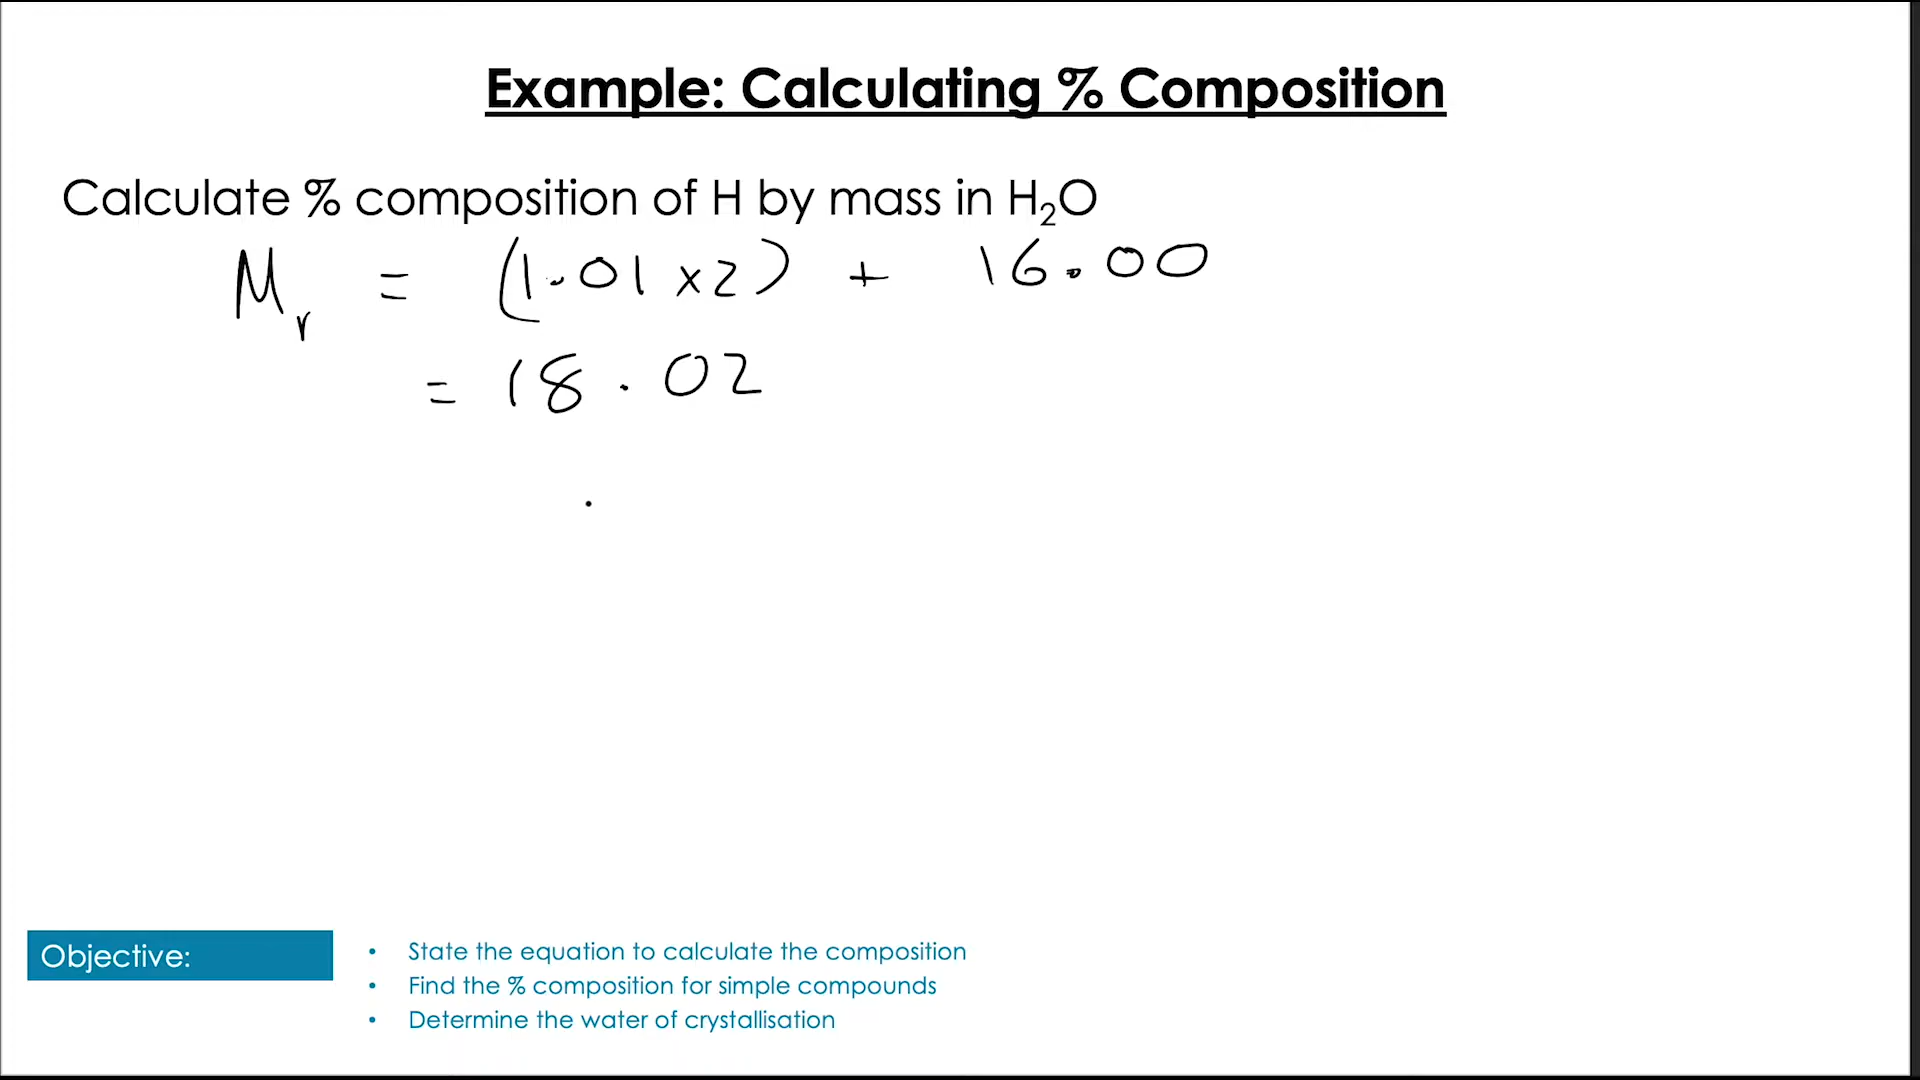 Example: Calculating % Composition
Calculate % composition of H by mass in H₂O
Mᵣ = (1.01 x 2) + 16.00
= 18.02
Objective:
• State the equation to calculate the composition
• Find the % composition for simple compounds
• Determine the water of crystallisation